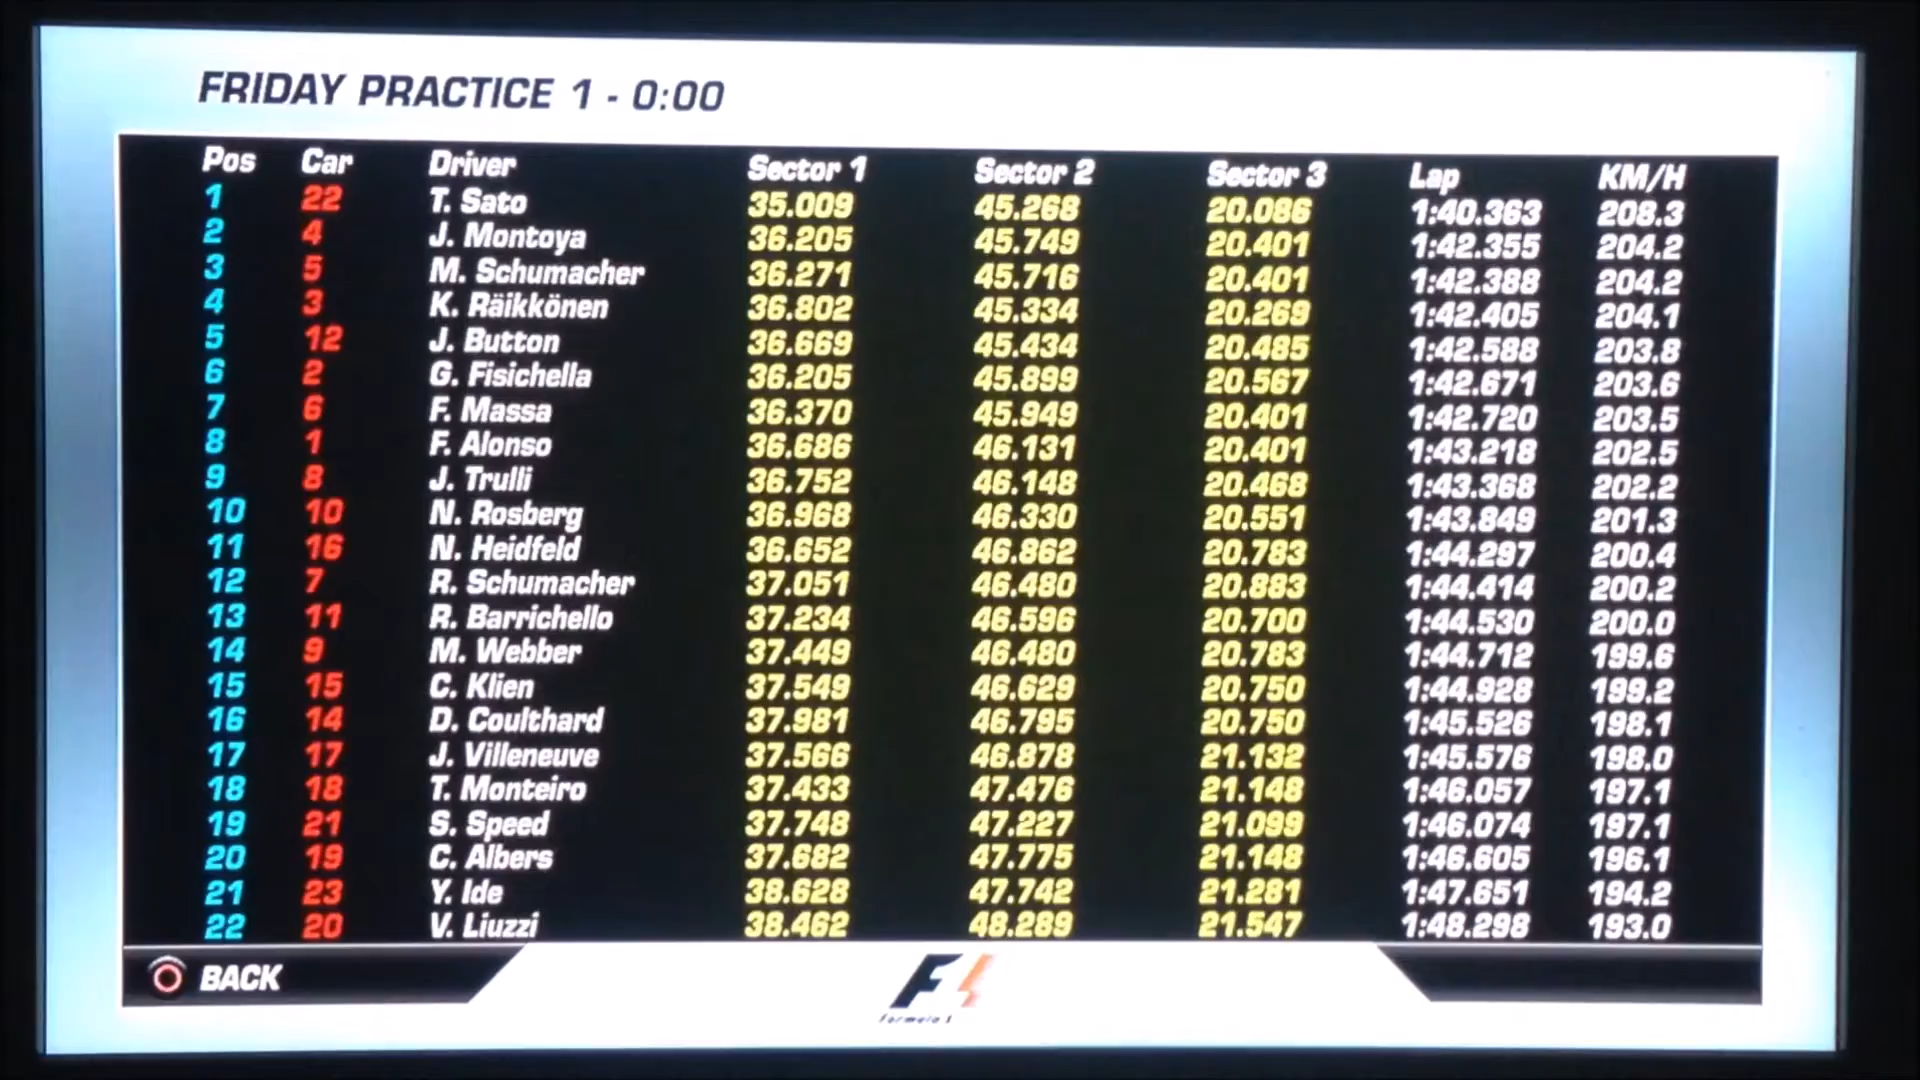 FRIDAY PRACTICE 1 - 0:00
Pos Car Driver Sector 1 Sector 2 Sector 3 Lap KM/H
1 22 T. Sato 35.009 45.268 20.086 1:40.363 208.3
2 4 J. Montoya 36.205 45.749 20.401 1:42.355 204.2
3 5 M. Schumacher 36.271 45.716 20.401 1:42.388 204.2
4 3 K. Räikkönen 36.802 45.334 20.269 1:42.405 204.1
5 12 J. Button 36.669 45.434 20.485 1:42.588 203.8
6 2 G. Fisichella 36.205 45.899 20.567 1:42.671 203.6
7 6 F. Massa 36.370 45.949 20.401 1:42.720 203.5
8 1 F. Alonso 36.686 46.131 20.401 1:43.218 202.5
9 8 J. Trulli 36.752 46.148 20.468 1:43.368 202.2
10 10 N. Rosberg 36.968 46.330 20.551 1:43.849 201.3
11 16 N. Heidfeld 36.652 46.862 20.783 1:44.297 200.4
12 7 R. Schumacher 37.051 46.480 20.883 1:44.414 200.2
13 11 R. Barrichello 37.234 46.596 20.700 1:44.530 200.0
14 9 M. Webber 37.449 46.480 20.783 1:44.712 199.6
15 15 C. Klien 37.549 46.629 20.750 1:44.928 199.2
16 14 D. Coulthard 37.981 46.795 20.750 1:45.526 198.1
17 17 J. Villeneuve 37.566 46.878 21.132 1:45.576 198.0
18 18 T. Monteiro 37.433 47.476 21.148 1:46.057 197.1
19 21 S. Speed 37.748 47.227 21.099 1:46.074 197.1
20 19 C. Albers 37.682 47.775 21.148 1:46.605 196.1
21 23 Y. Ide 38.628 47.742 21.281 1:47.651 194.2
22 20 V. Liuzzi 38.462 48.289 21.547 1:48.298 193.0
BACK
F1
Formula 1